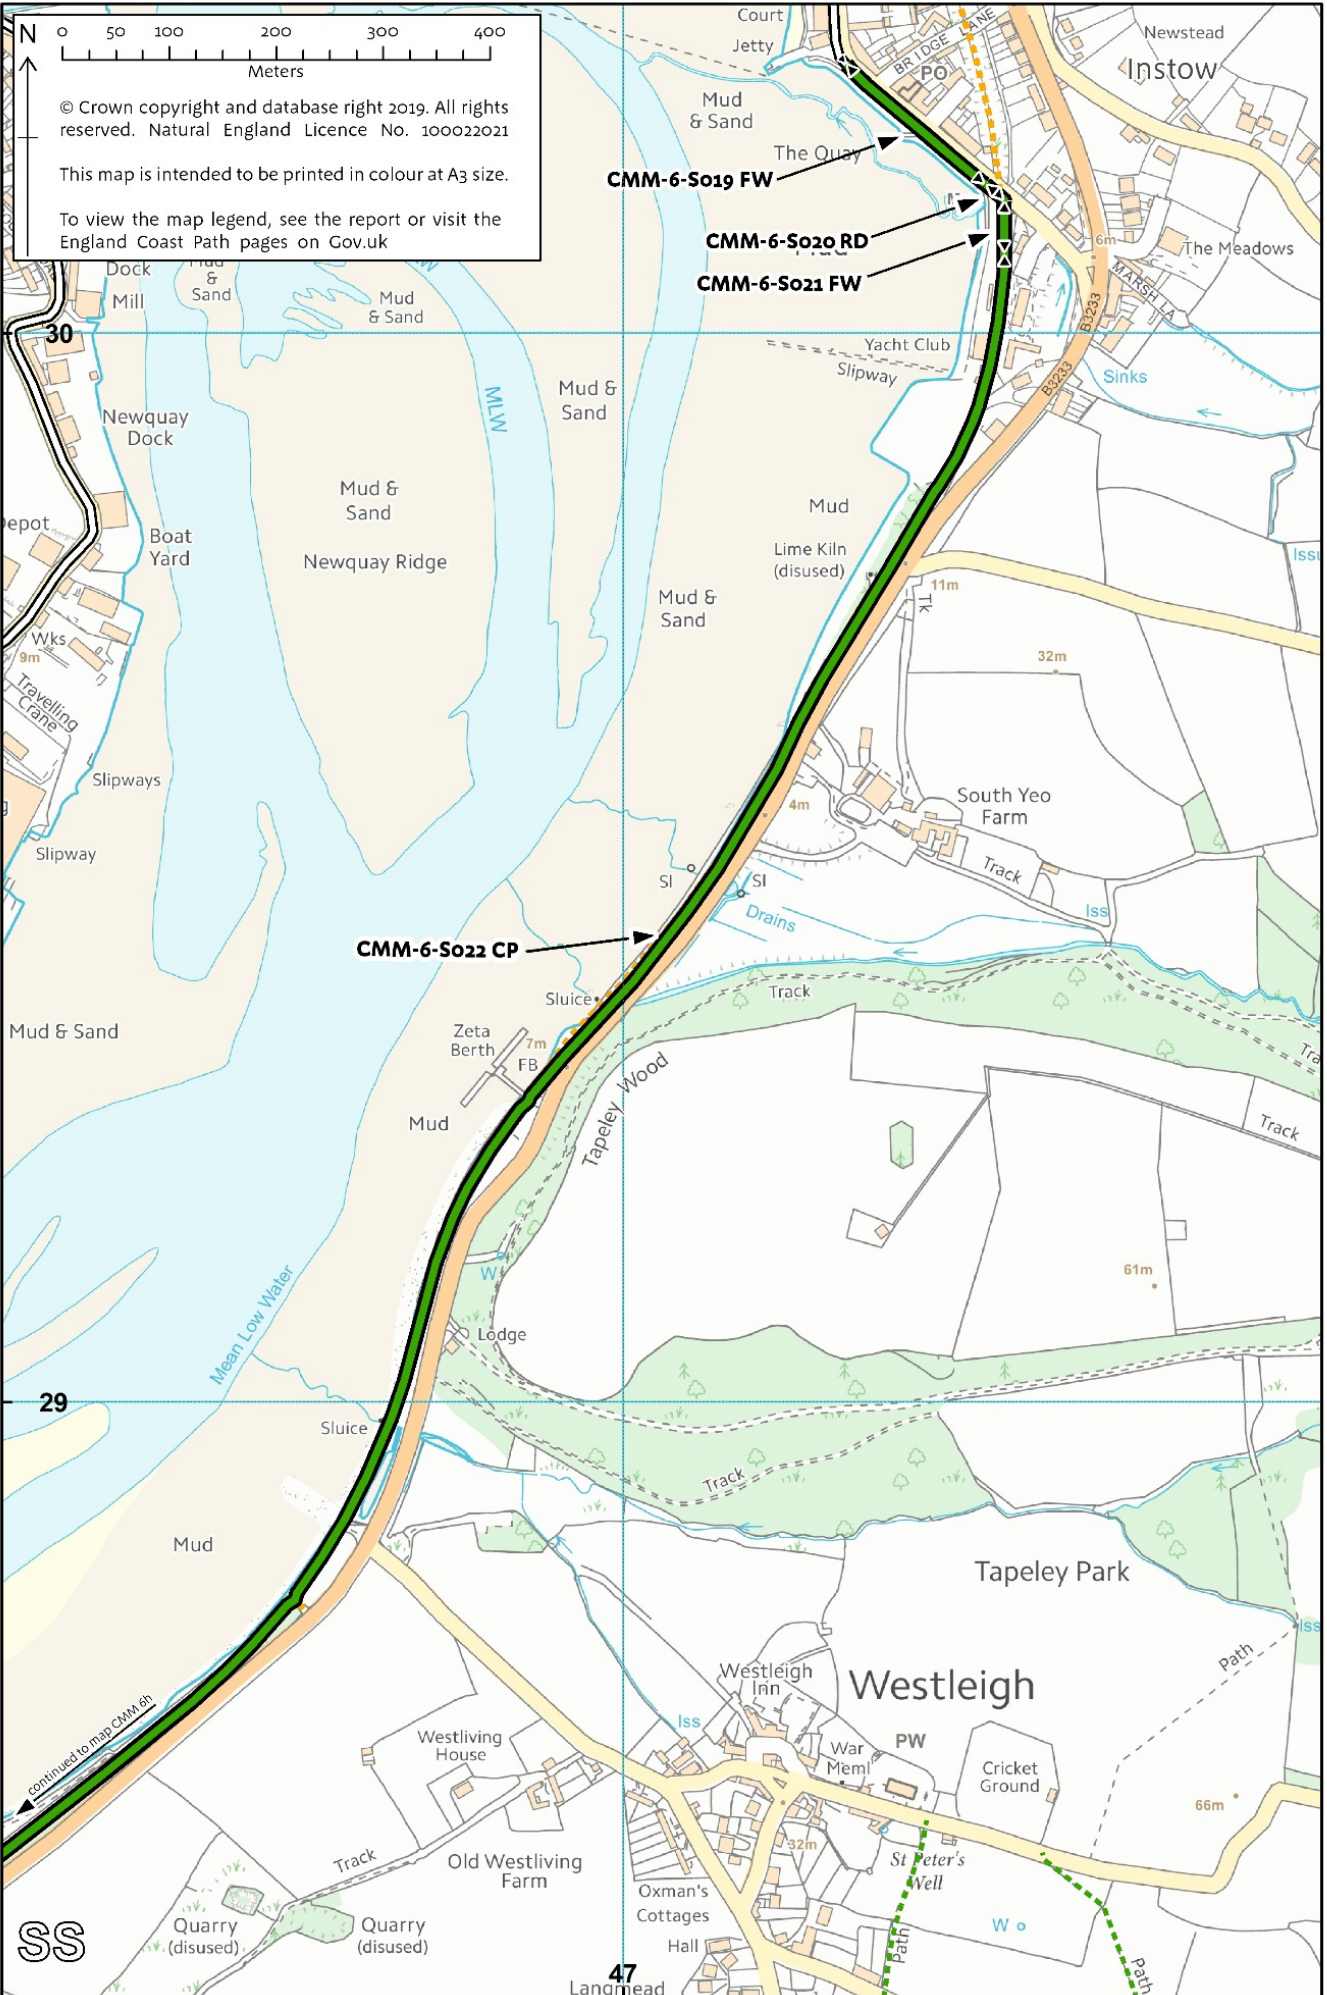 N
0 50 100 200 300 400
Meters
© Crown copyright and database right 2019. All rights
reserved. Natural England Licence No. 100022021
This map is intended to be printed in colour at A3 size.
To view the map legend, see the report or visit the
England Coast Path pages on Gov.uk
Court
Jetty
BRIDGE LANE
PO
Newstead
Instow
Mud
& Sand
The Quay
CMM-6-S019 FW
CMM-6-S020 RD
CMM-6-S021 FW
6m
The Meadows
MARSH LA
B3233
Dock
Mill
Mud
&
Sand
Mud
& Sand
30
Yacht Club
Slipway
B3233
Sinks
Newquay
Dock
MLW
Mud &
Sand
Mud &
Sand
Newquay Ridge
Mud
Depot
Boat
Yard
Lime Kiln
(disused)
11m
Tk
Mud &
Sand
Wks
9m
32m
Travelling
Crane
Slipways
4m
South Yeo
Farm
Slipway
Sl
Sl
Track
Drains
Iss
CMM-6-S022 CP
Sluice
Track
Mud & Sand
Zeta
Berth
7m
FB
Tapeley Wood
Mud
Track
W
61m
Mean Low Water
Lodge
29
Sluice
Track
Mud
Tapeley Park
Iss
Path
Westleigh
Inn
Westleigh
continued to map CMM 6h
Iss
Westliving
House
War
Meml
PW
Cricket
Ground
66m
32m
Track
Old Westliving
Farm
St Peter's
Well
Oxman's
Cottages
SS
Quarry
(disused)
Quarry
(disused)
W
Hall
Path
Path
47
Langmead